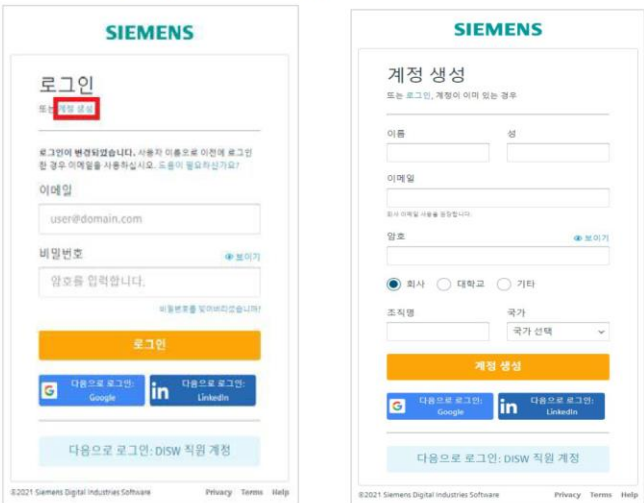 SIEMENS
로그인
또는 계정 생성
로그인이 변경되었습니다. 사용자 이름으로 이전에 로그인
한 경우 이메일을 사용하십시오. 도움이 필요하신가요?
이메일
user@domain.com
비밀번호
보이기
암호를 입력합니다.
비밀번호를 잊어버리셨습니까?
로그인
다음으로 로그인:
Google
다음으로 로그인:
LinkedIn
다음으로 로그인: DISW 직원 계정
©2021 Siemens Digital Industries Software Privacy Terms Help
SIEMENS
계정 생성
또는 로그인, 계정이 이미 있는 경우
이름 성
이메일
회사 이메일 사용을 권장합니다.
암호
보이기
회사 대학교 기타
조직명 국가
국가 선택
계정 생성
다음으로 로그인:
Google
다음으로 로그인:
LinkedIn
다음으로 로그인: DISW 직원 계정
©2021 Siemens Digital Industries Software Privacy Terms Help